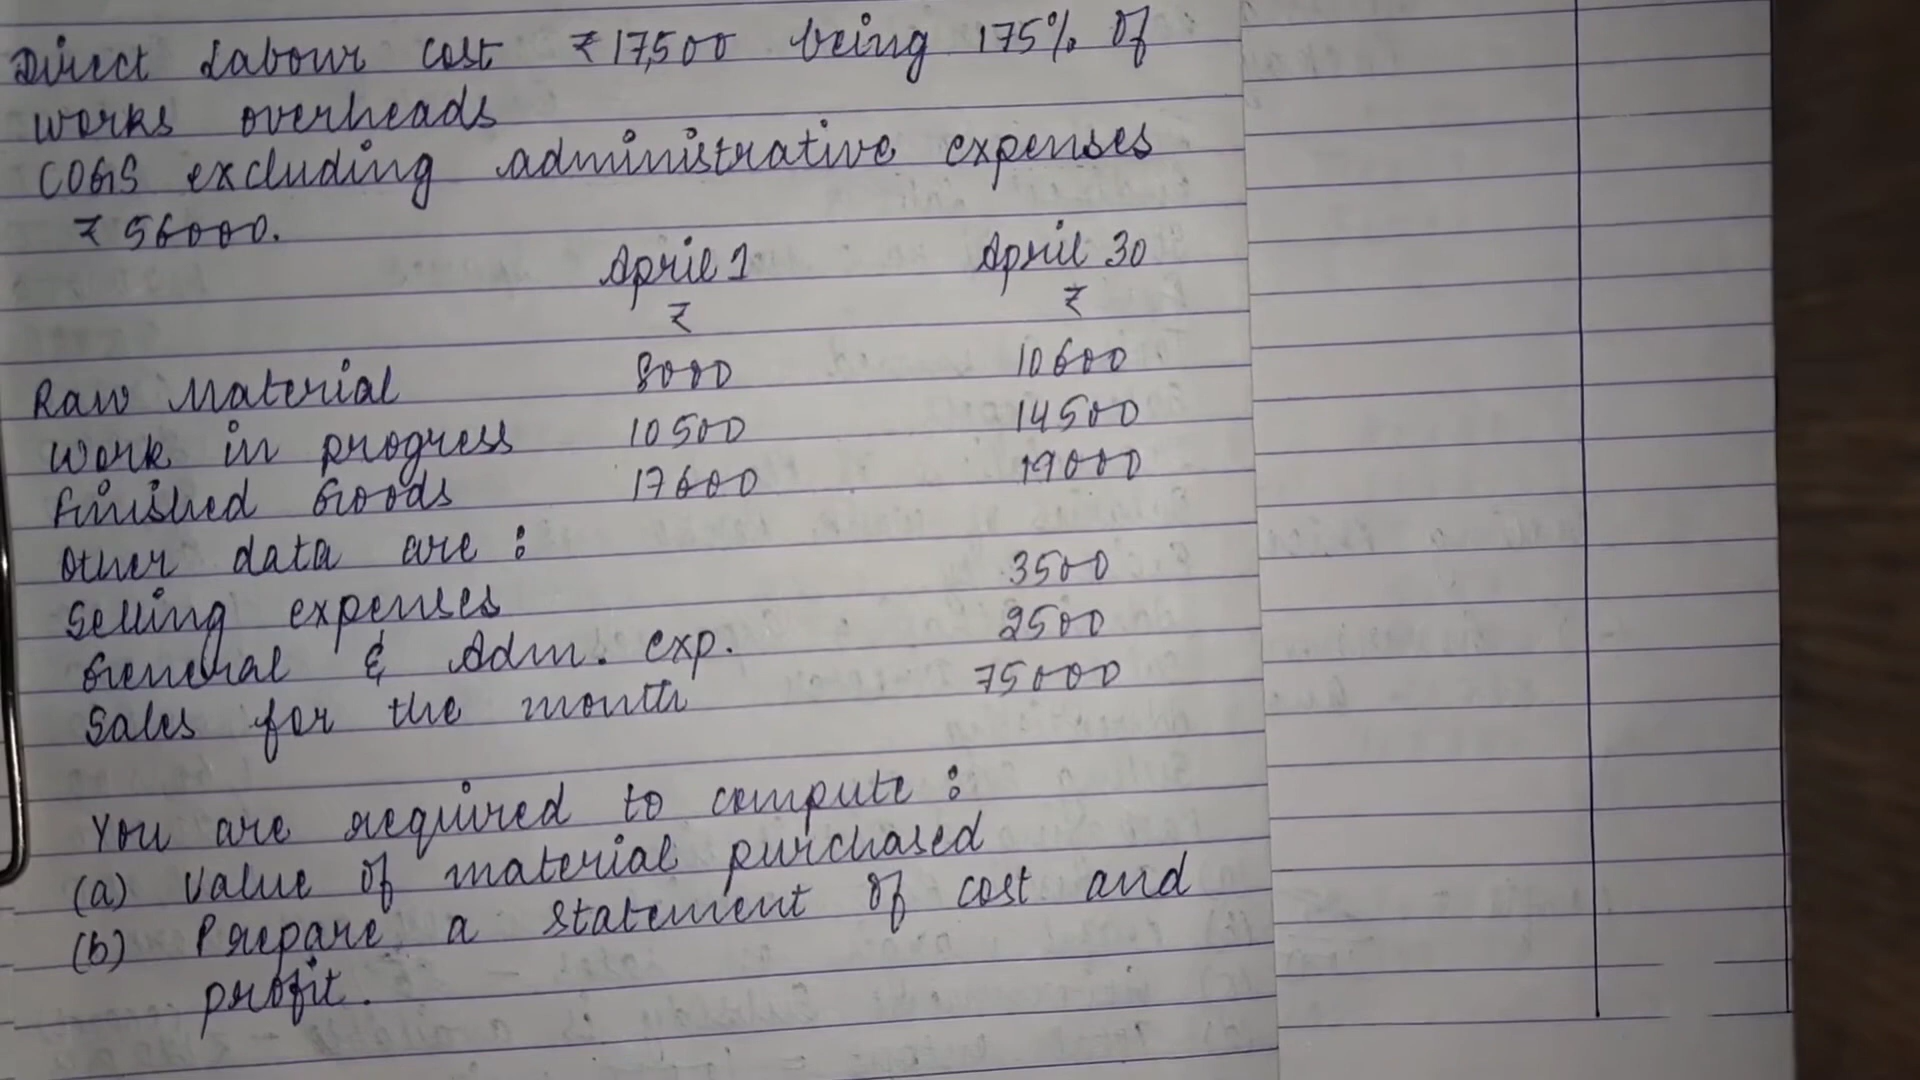 Direct Labour cost ₹17,500 being 175% of
works overheads
COGS excluding administrative expenses
₹56000.
April 1 April 30
₹ ₹
Raw Material 8000 10600
Work in progress 10500 14500
Finished Goods 17600 19000
Other data are :
Selling expenses 3500
General & Adm. exp. 2500
Sales for the month 75000
You are required to compute :
(a) Value of material purchased
(b) Prepare a statement of cost and
profit.